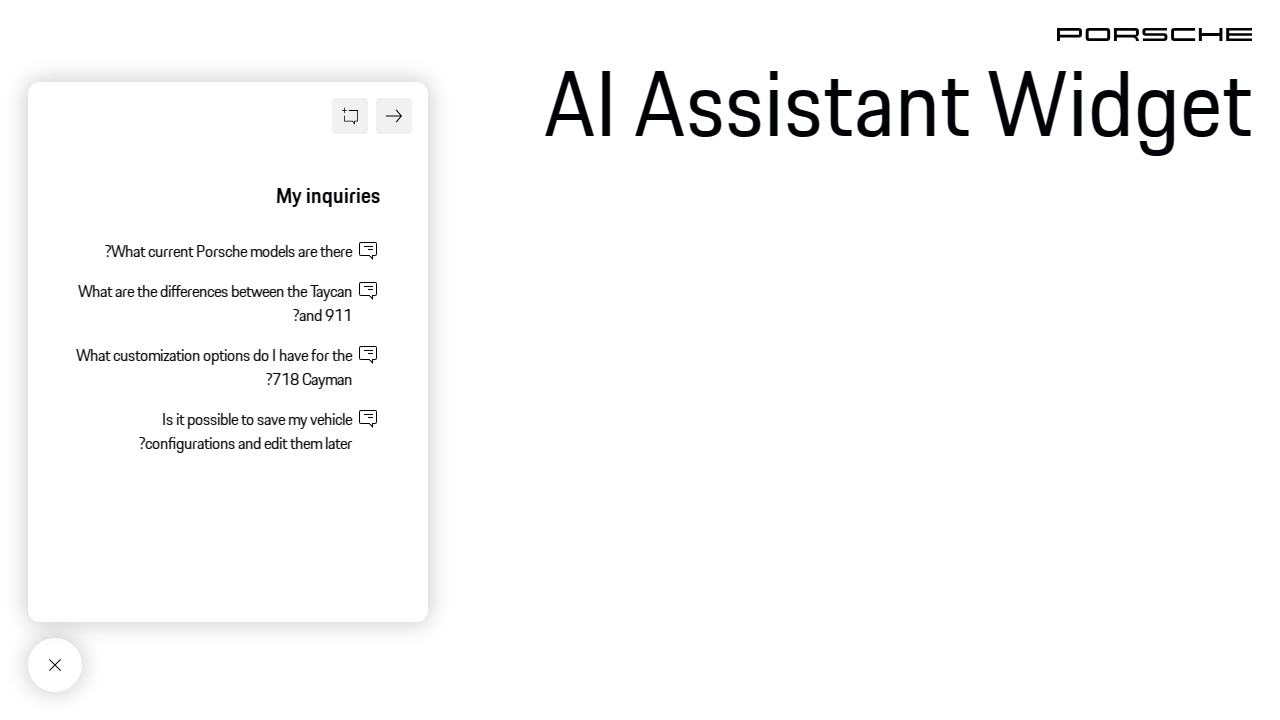 PORSCHE
AI Assistant Widget
My inquiries
?What current Porsche models are there
What are the differences between the Taycan
?and 911
What customization options do I have for the
?718 Cayman
Is it possible to save my vehicle
?configurations and edit them later